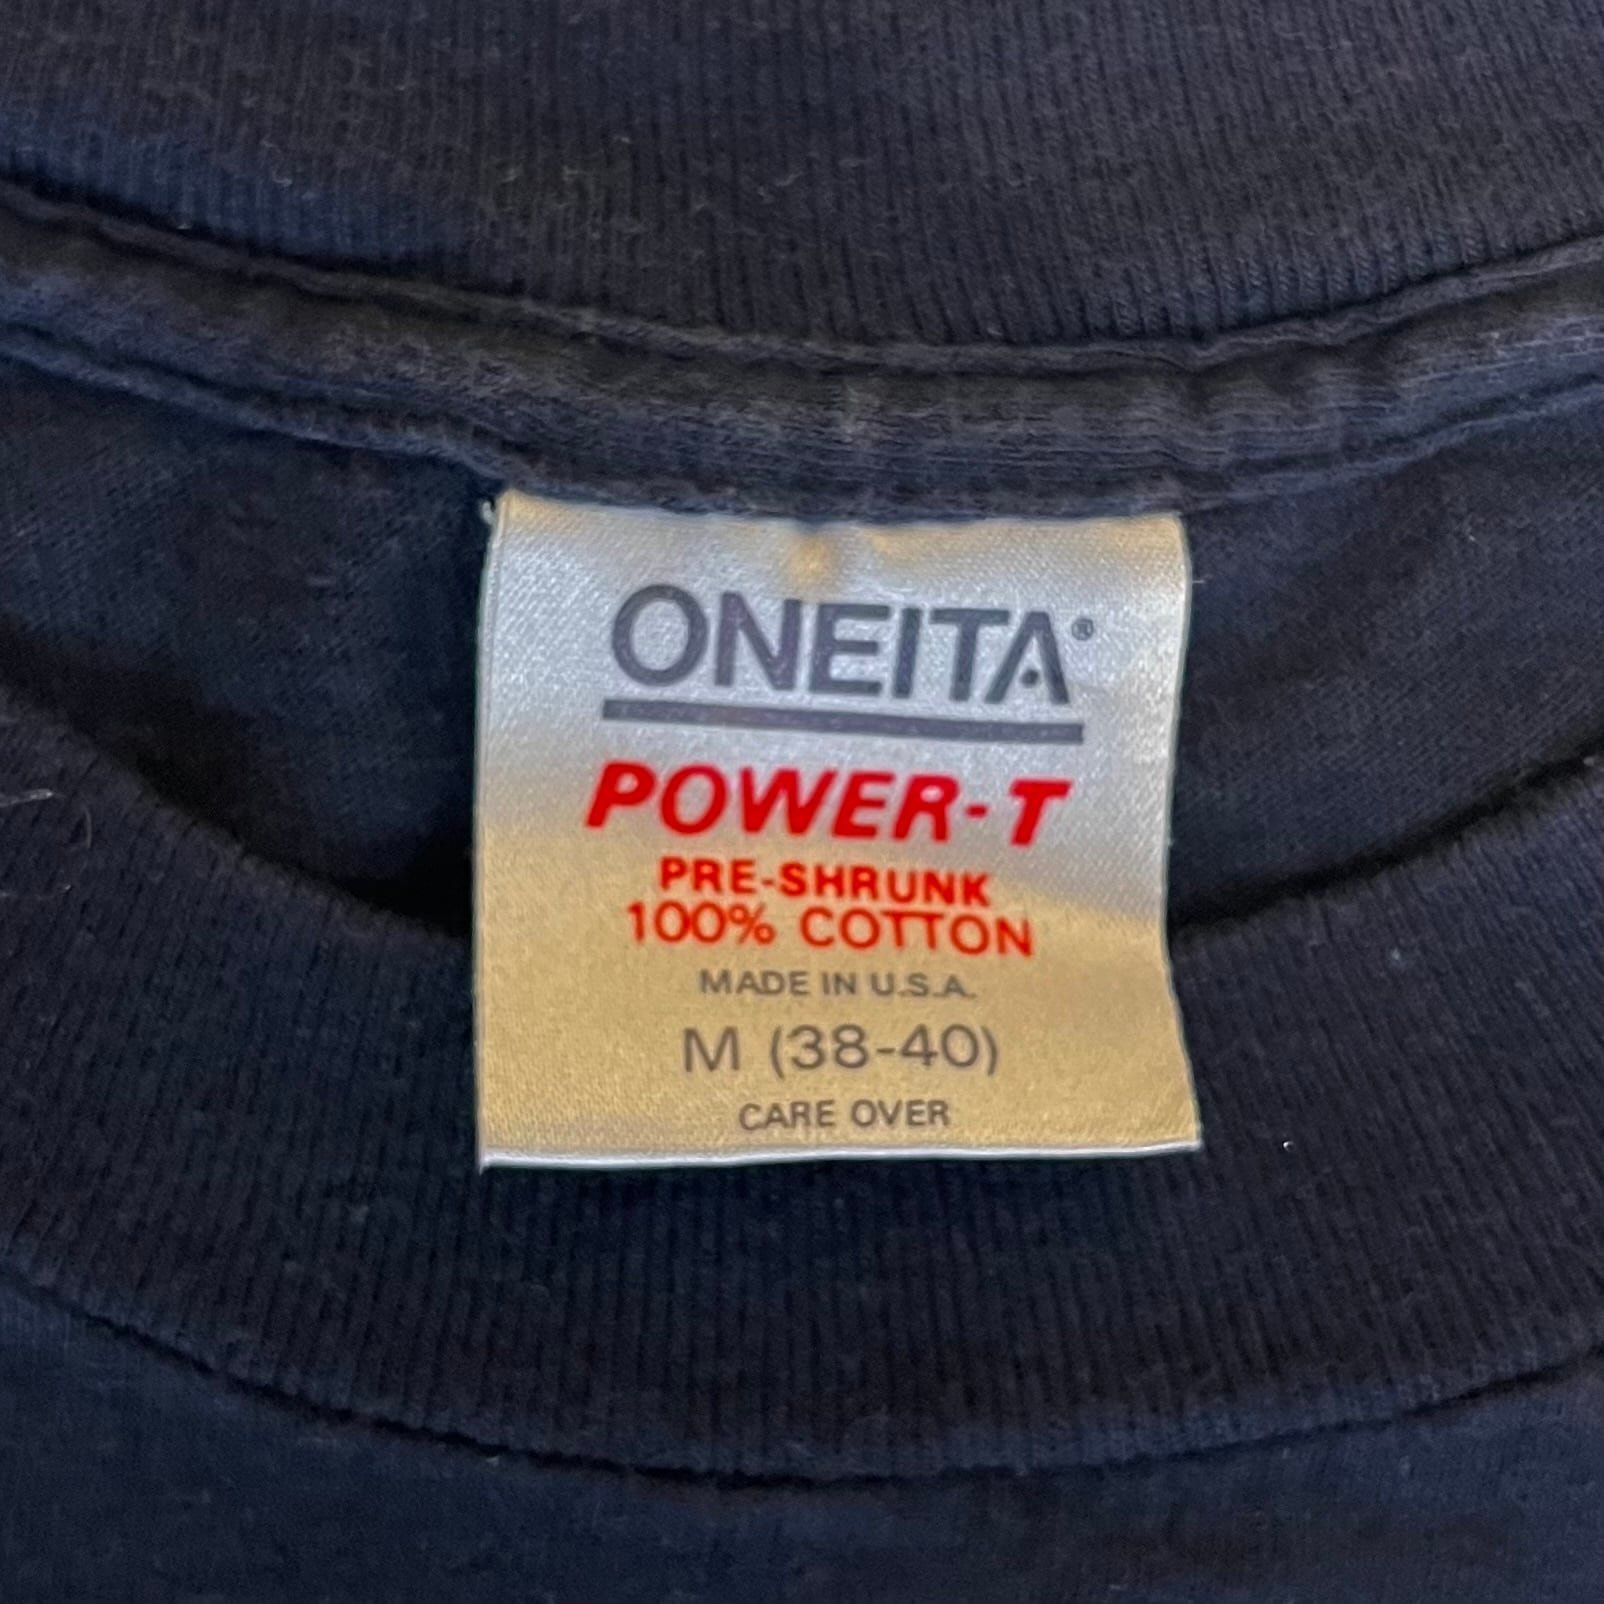 ONEITA®
POWER-T
PRE-SHRUNK
100% COTTON
MADE IN U.S.A.
M (38-40)
CARE OVER